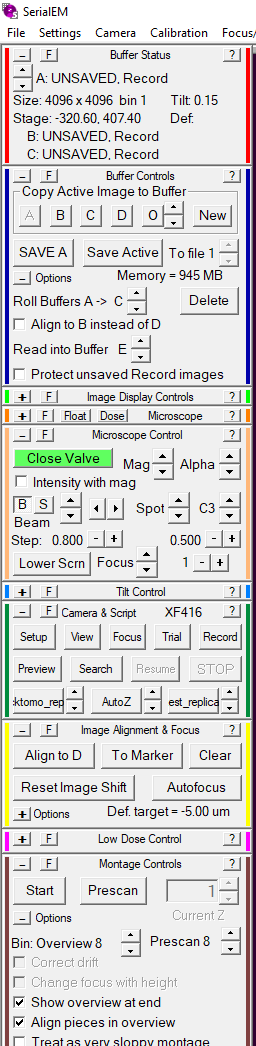 SerialEM
File Settings Camera Calibration Focus/
– F Buffer Status ?
A: UNSAVED, Record
Size: 4096 x 4096 bin 1 Tilt: 0.15
Stage: -320.60, 407.40 Def:
B: UNSAVED, Record
C: UNSAVED, Record
– F Buffer Controls ?
Copy Active Image to Buffer
A B C D O New
SAVE A Save Active To file 1
– Options Memory = 945 MB
Roll Buffers A -> C Delete
Align to B instead of D
Read into Buffer E
Protect unsaved Record images
+ F Image Display Controls ?
+ F Float Dose Microscope ?
– F Microscope Control ?
Close Valve Mag Alpha
Intensity with mag
B S Spot C3
Beam
Step: 0.800 - + 0.500 - +
Lower Scrn Focus 1 - +
+ F Tilt Control ?
– F Camera & Script XF416 ?
Setup View Focus Trial Record
Preview Search Resume STOP
:ktomo_rep AutoZ est_replica
– F Image Alignment & Focus ?
Align to D To Marker Clear
Reset Image Shift Autofocus
+ Options Def. target = -5.00 um
+ F Low Dose Control ?
– F Montage Controls ?
Start Prescan 1
– Options Current Z
Bin: Overview 8 Prescan 8
Correct drift
Change focus with height
Show overview at end
Align pieces in overview
Treat as very sloppy montage